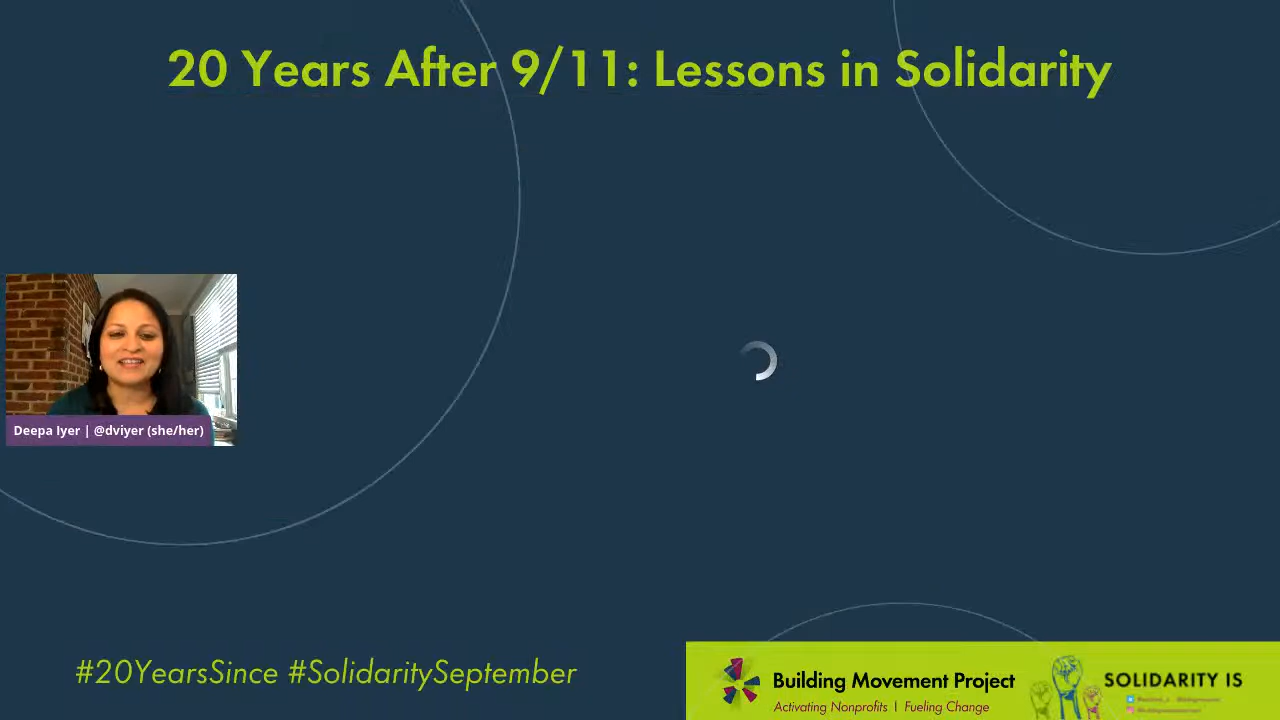 20 Years After 9/11: Lessons in Solidarity
Deepa Iyer | @dviyer (she/her)
#20YearsSince #SolidaritySeptember
Building Movement Project
Activating Nonprofits | Fueling Change
SOLIDARITY IS